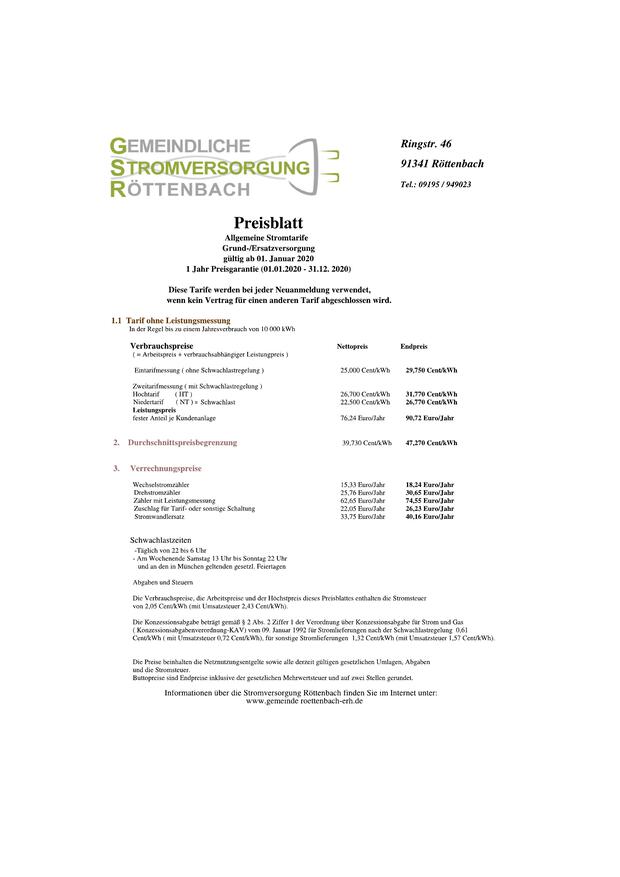 GEMEINDLICHE
STROMVERSORGUNG
RÖTTENBACH
Ringstr. 46
91341 Röttenbach
Tel.: 09195 / 949023
Preisblatt
Allgemeine Stromtarife
Grund-/Ersatzversorgung
gültig ab 01. Januar 2020
1 Jahr Preisgarantie (01.01.2020 - 31.12. 2020)
Diese Tarife werden bei jeder Neuanmeldung verwendet,
wenn kein Vertrag für einen anderen Tarif abgeschlossen wird.
1.1 Tarif ohne Leistungsmessung
In der Regel bis zu einem Jahresverbrauch von 10 000 kWh
Verbrauchspreise Nettopreis Endpreis
( = Arbeitspreis + verbrauchsabhängiger Leistungpreis )
Eintarifmessung ( ohne Schwachlastregelung ) 25,000 Cent/kWh 29,750 Cent/kWh
Zweitarifmessung ( mit Schwachlastregelung )
Hochtarif ( HT ) 26,700 Cent/kWh 31,770 Cent/kWh
Niedertarif ( NT ) = Schwachlast 22,500 Cent/kWh 26,770 Cent/kWh
Leistungspreis
fester Anteil je Kundenanlage 76,24 Euro/Jahr 90,72 Euro/Jahr
2. Durchschnittspreisbegrenzung 39,730 Cent/kWh 47,270 Cent/kWh
3. Verrechnungspreise
Wechselstromzähler 15,33 Euro/Jahr 18,24 Euro/Jahr
Drehstromzähler 25,76 Euro/Jahr 30,65 Euro/Jahr
Zähler mit Leistungsmessung 62,65 Euro/Jahr 74,55 Euro/Jahr
Zuschlag für Tarif- oder sonstige Schaltung 22,05 Euro/Jahr 26,23 Euro/Jahr
Stromwandlersatz 33,75 Euro/Jahr 40,16 Euro/Jahr
Schwachlastzeiten
-Täglich von 22 bis 6 Uhr
- Am Wochenende Samstag 13 Uhr bis Sonntag 22 Uhr
und an den in München geltenden gesetzl. Feiertagen
Abgaben und Steuern
Die Verbrauchspreise, die Arbeitspreise und der Höchstpreis dieses Preisblattes enthalten die Stromsteuer
von 2,05 Cent/kWh (mit Umsatzsteuer 2,43 Cent/kWh).
Die Konzessionsabgabe beträgt gemäß § 2 Abs. 2 Ziffer 1 der Verordnung über Konzessionsabgabe für Strom und Gas
( Konzessionsabgabenverordnung-KAV) vom 09. Januar 1992 für Stromlieferungen nach der Schwachlastregelung 0,61
Cent/kWh ( mit Umsatzsteuer 0,72 Cent/kWh), für sonstige Stromlieferungen 1,32 Cent/kWh (mit Umsatzsteuer 1,57 Cent/kWh).
Die Preise beinhalten die Netznutzungsentgelte sowie alle derzeit gültigen gesetzlichen Umlagen, Abgaben
und die Stromsteuer.
Buttopreise sind Endpreise inklusive der gesetzlichen Mehrwertsteuer und auf zwei Stellen gerundet.
Informationen über die Stromversorgung Röttenbach finden Sie im Internet unter:
www.gemeinde roettenbach-erh.de